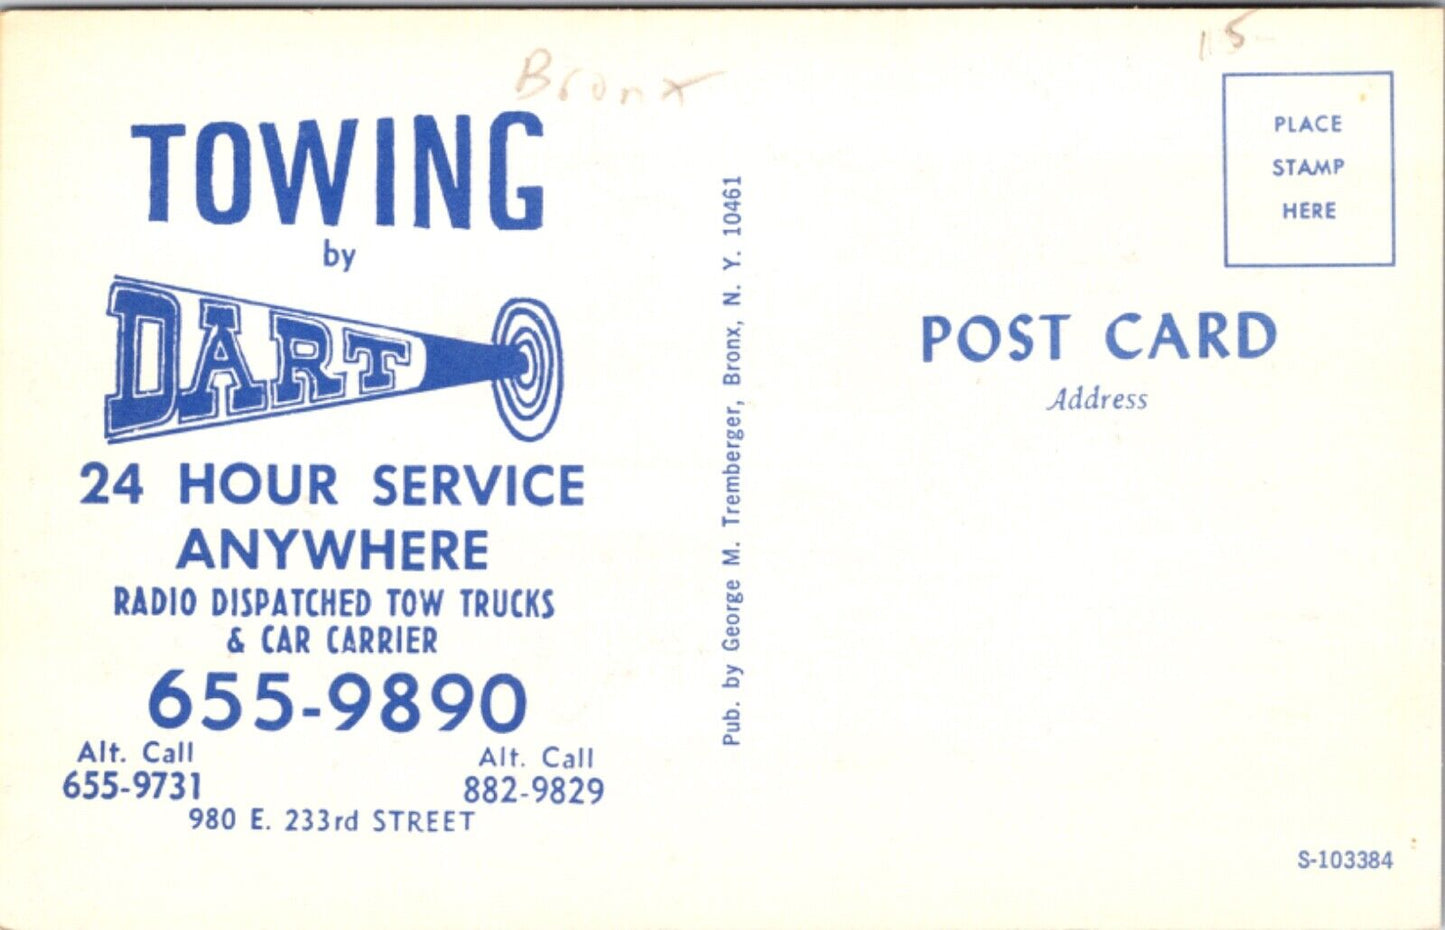 Bronx
15-
TOWING
by
DART
24 HOUR SERVICE
ANYWHERE
RADIO DISPATCHED TOW TRUCKS
& CAR CARRIER
655-9890
Alt. Call
655-9731
Alt. Call
882-9829
980 E. 233rd STREET
Pub. by George M. Tremberger, Bronx, N. Y. 10461
PLACE
STAMP
HERE
POST CARD
Address
S-103384